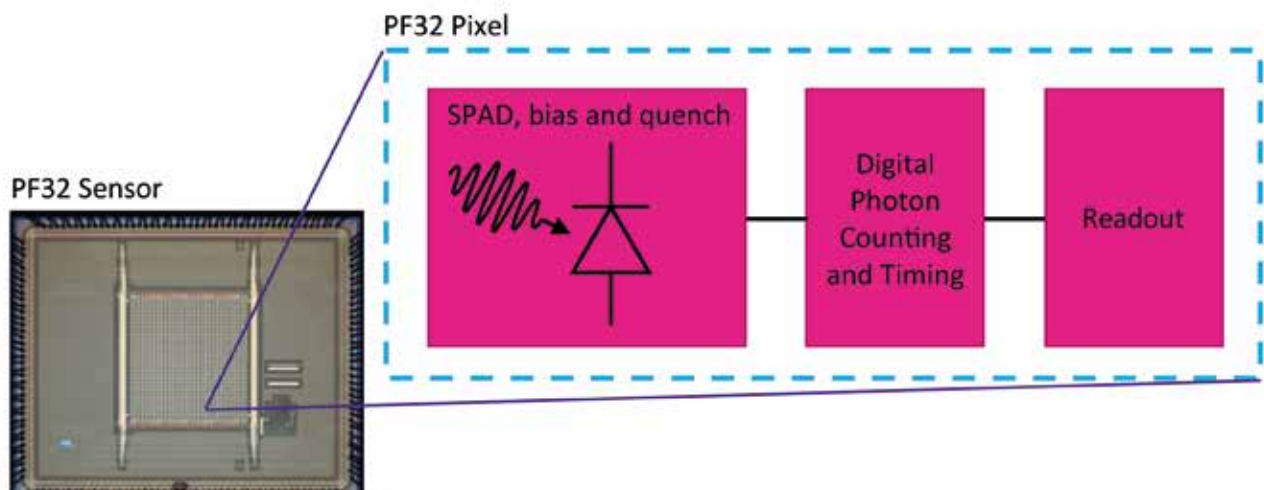 PF32 Pixel
SPAD, bias and quench
PF32 Sensor
Digital
Photon
Counting
and Timing
Readout